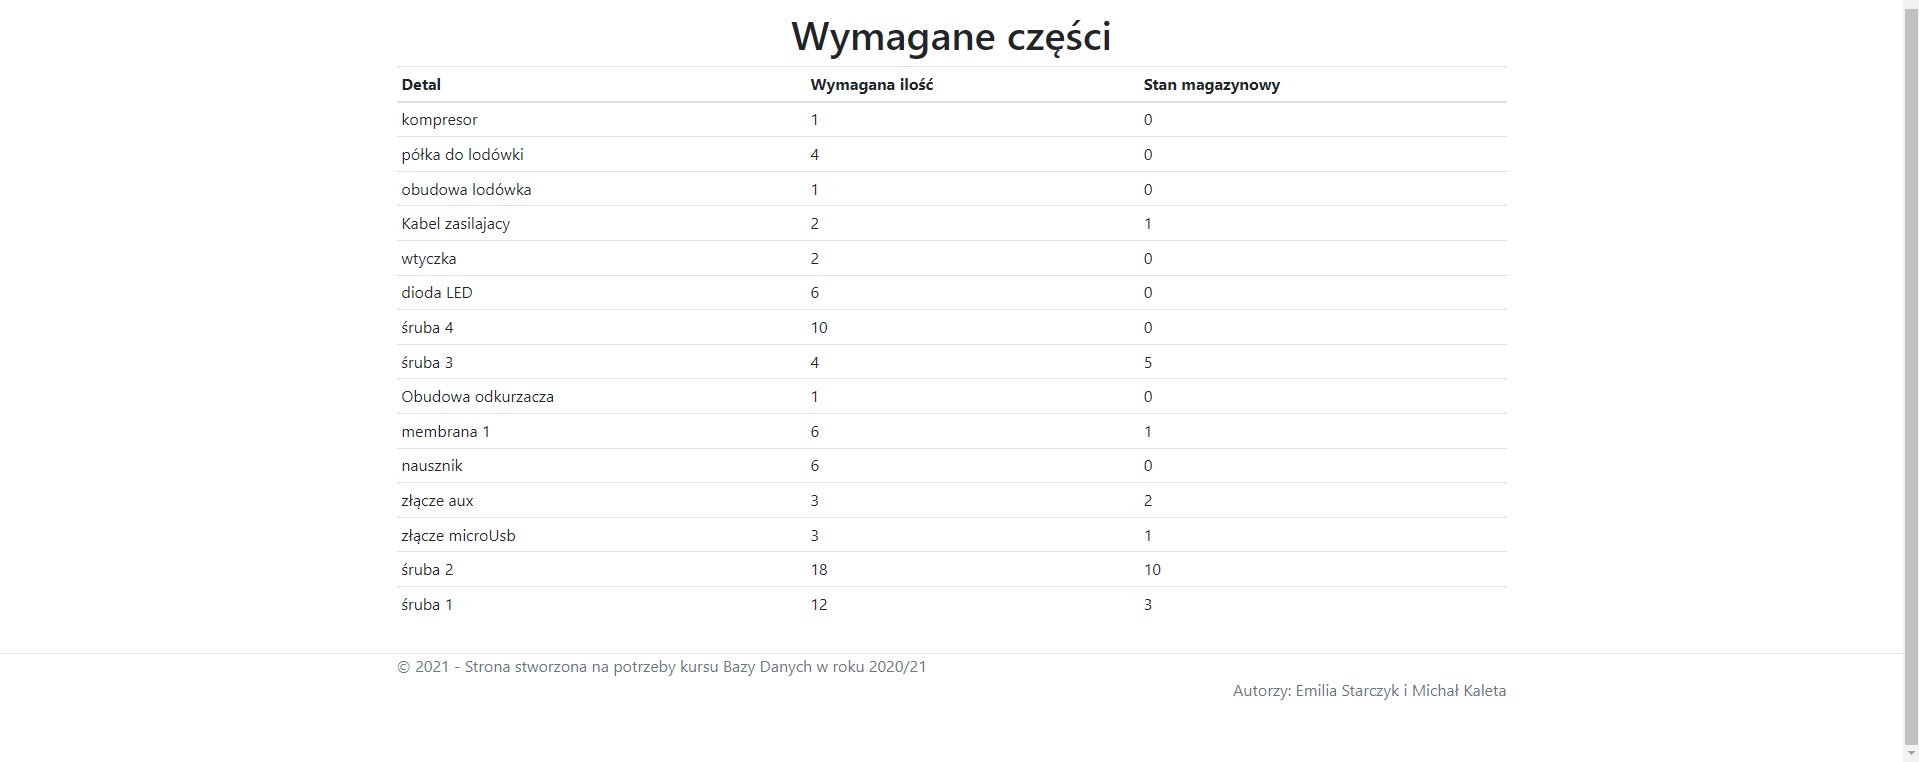 Wymagane części
Detal Wymagana ilość Stan magazynowy
kompresor 1 0
półka do lodówki 4 0
obudowa lodówka 1 0
Kabel zasilajacy 2 1
wtyczka 2 0
dioda LED 6 0
śruba 4 10 0
śruba 3 4 5
Obudowa odkurzacza 1 0
membrana 1 6 1
nausznik 6 0
złącze aux 3 2
złącze microUsb 3 1
śruba 2 18 10
śruba 1 12 3
© 2021 - Strona stworzona na potrzeby kursu Bazy Danych w roku 2020/21
Autorzy: Emilia Starczyk i Michał Kaleta